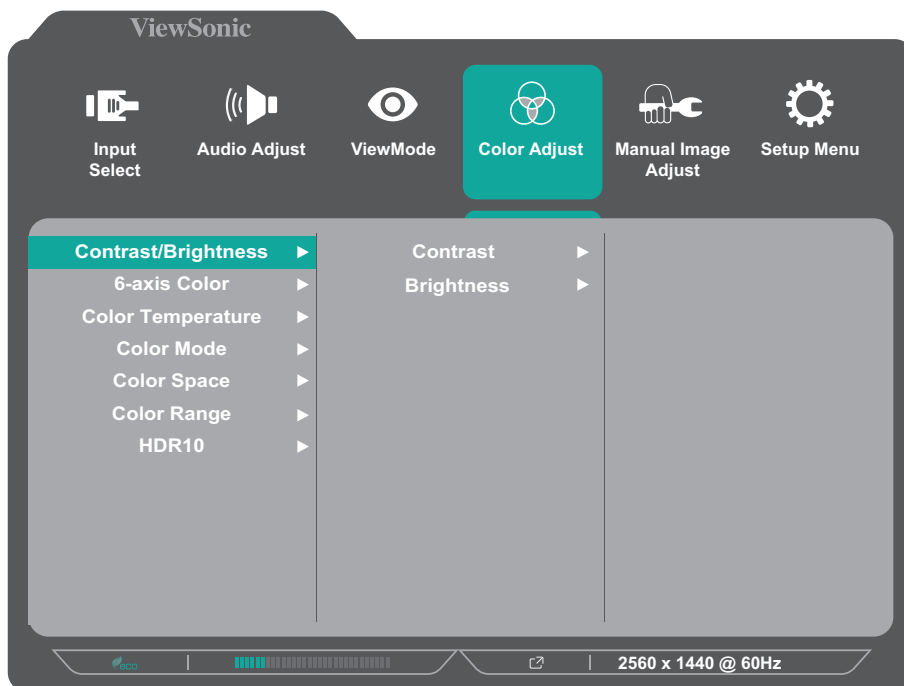 ViewSonic
Input Select
Audio Adjust
ViewMode
Color Adjust
Manual Image Adjust
Setup Menu
Contrast/Brightness
6-axis Color
Color Temperature
Color Mode
Color Space
Color Range
HDR10
Contrast
Brightness
eco
2560 x 1440 @ 60Hz